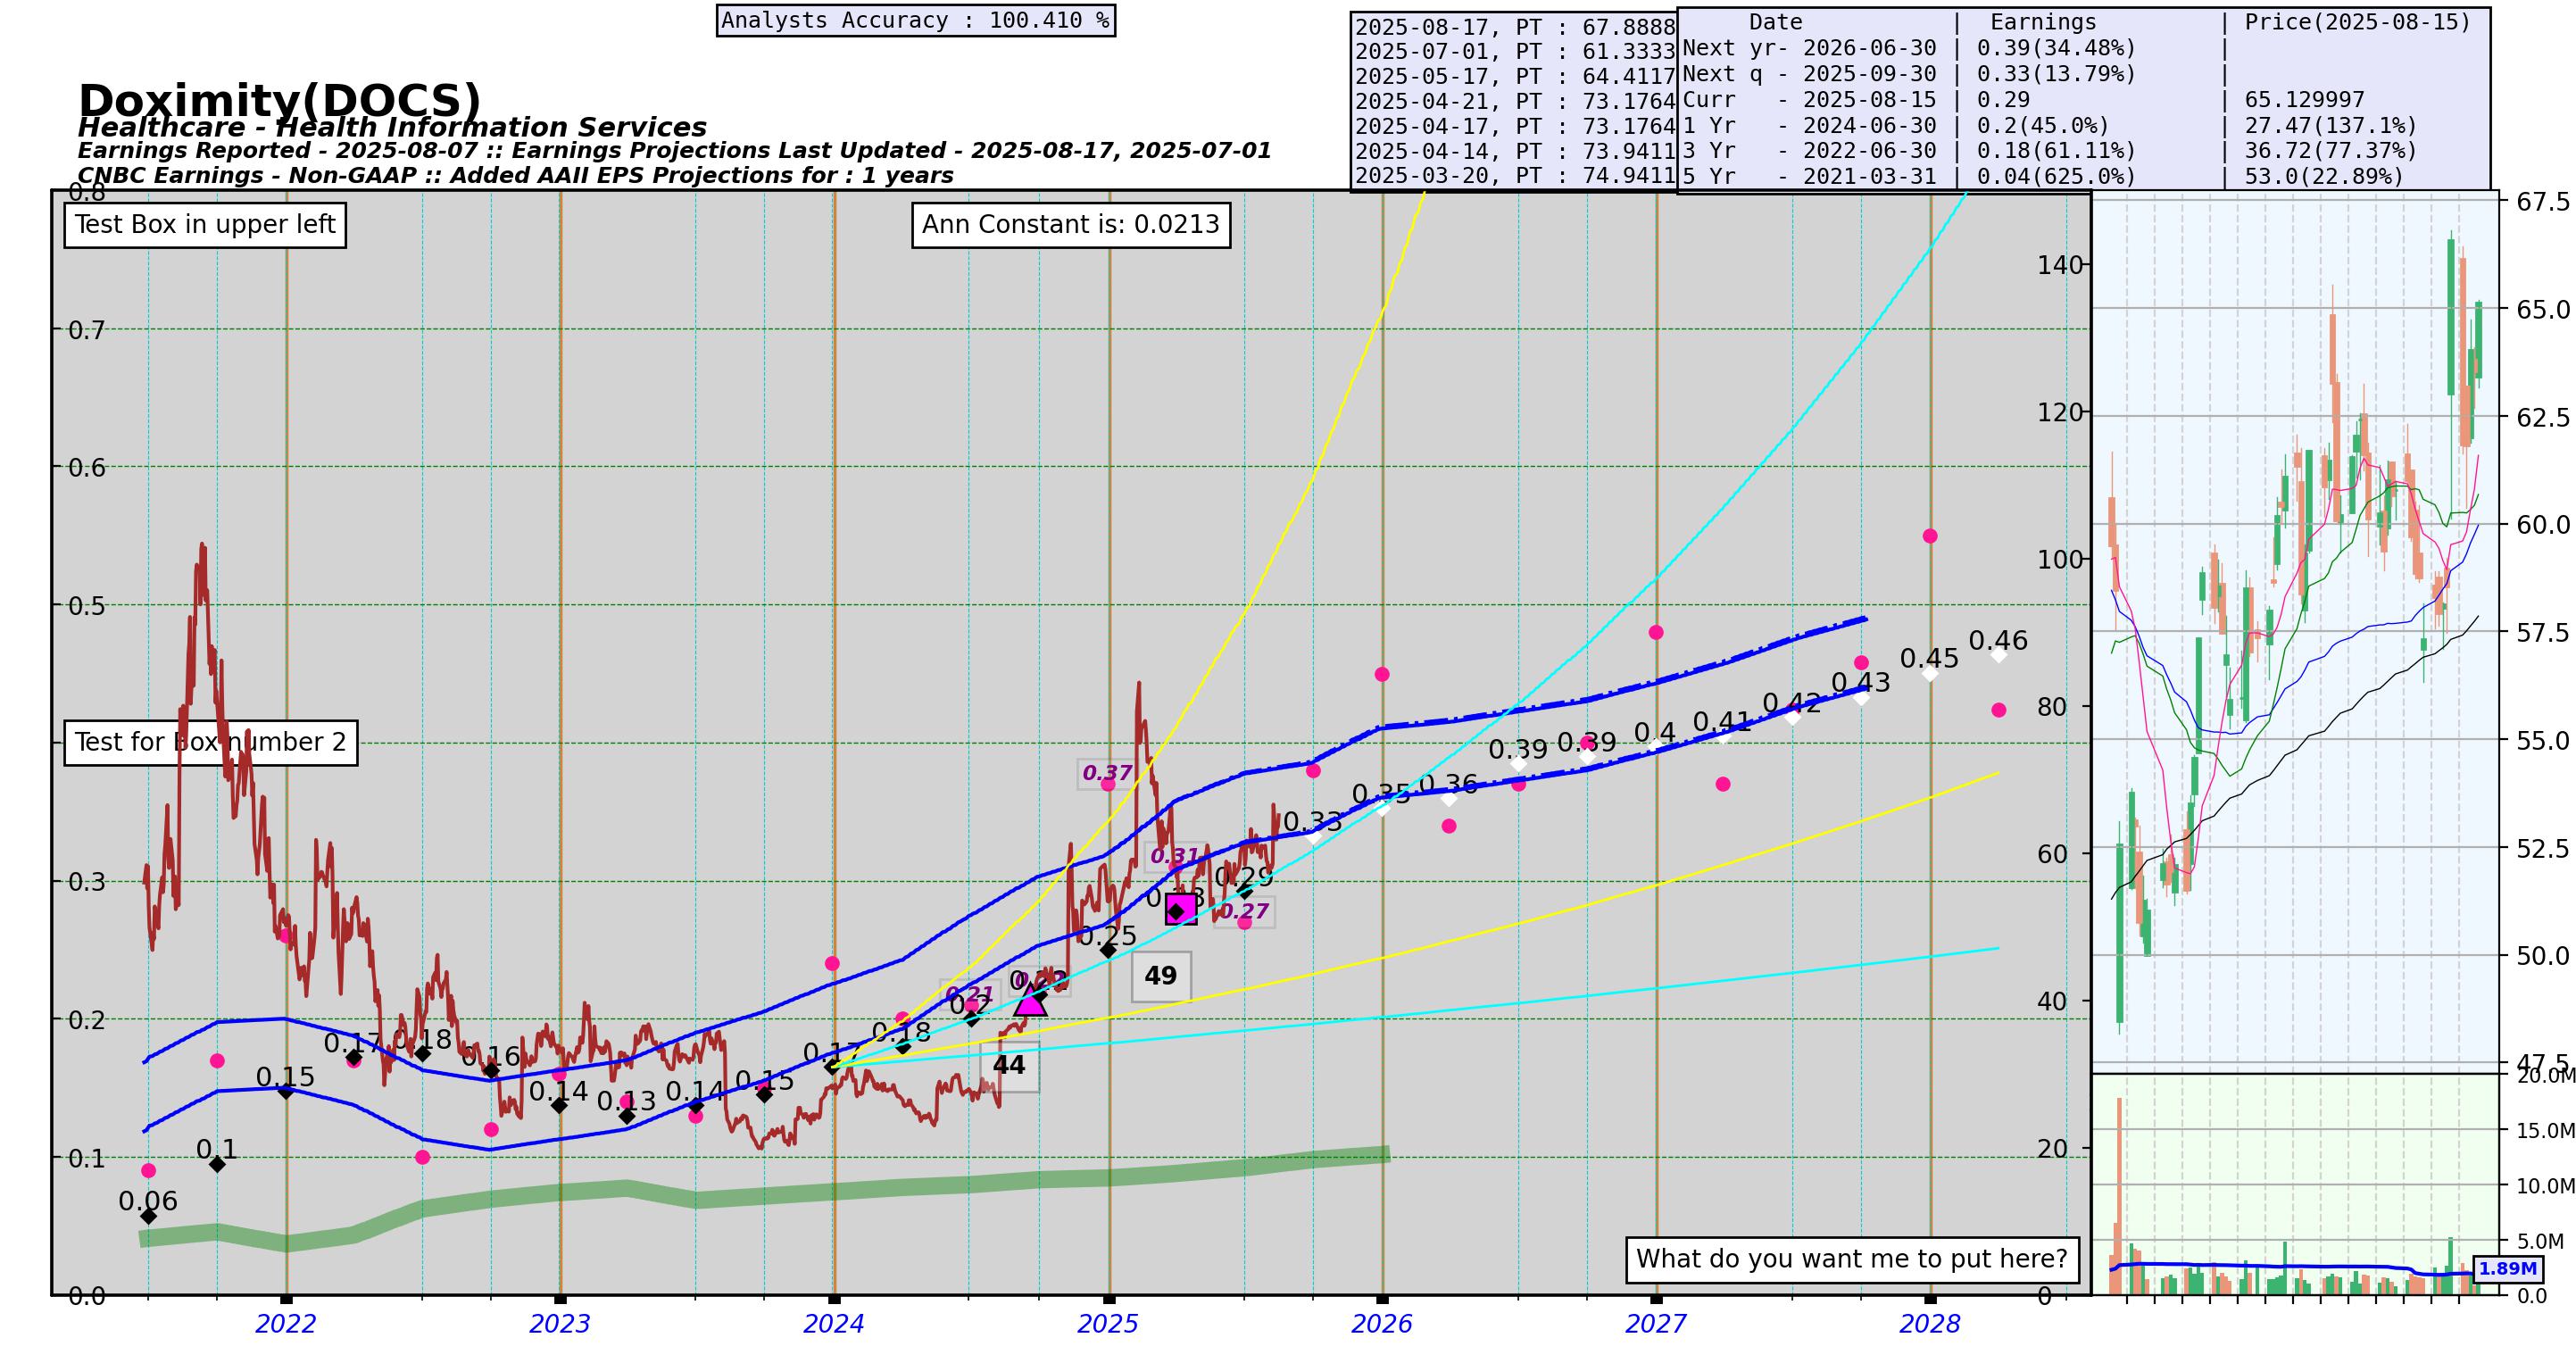 Analysts Accuracy : 100.410 %
2025-08-17, PT : 67.8888
2025-07-01, PT : 61.3333
2025-05-17, PT : 64.4117
2025-04-21, PT : 73.1764
2025-04-17, PT : 73.1764
2025-04-14, PT : 73.9411
2025-03-20, PT : 74.9411
Date | Earnings | Price(2025-08-15)
Next yr- 2026-06-30 | 0.39(34.48%) |
Next q - 2025-09-30 | 0.33(13.79%) |
Curr - 2025-08-15 | 0.29 | 65.129997
1 Yr - 2024-06-30 | 0.2(45.0%) | 27.47(137.1%)
3 Yr - 2022-06-30 | 0.18(61.11%) | 36.72(77.37%)
5 Yr - 2021-03-31 | 0.04(625.0%) | 53.0(22.89%)
Doximity(DOCS)
Healthcare - Health Information Services
Earnings Reported - 2025-08-07 :: Earnings Projections Last Updated - 2025-08-17, 2025-07-01
CNBC Earnings - Non-GAAP :: Added AAII EPS Projections for : 1 years
Test Box in upper left
Ann Constant is: 0.0213
Test for Box number 2
What do you want me to put here?
0.8
0.7
0.6
0.5
0.3
0.2
0.1
0.0
0.06
0.1
0.15
0.17
0.18
0.16
0.14
0.13
0.14
0.15
0.17
0.18
0.21
0.2
0.22
0.25
0.37
0.31
0.29
0.27
44
49
0.33
0.35
0.36
0.39
0.39
0.4
0.41
0.42
0.43
0.45
0.46
140
120
100
80
60
40
20
0
67.5
65.0
62.5
60.0
57.5
55.0
52.5
50.0
47.5
20.0M
15.0M
10.0M
5.0M
1.89M
0.0
2022
2023
2024
2025
2026
2027
2028